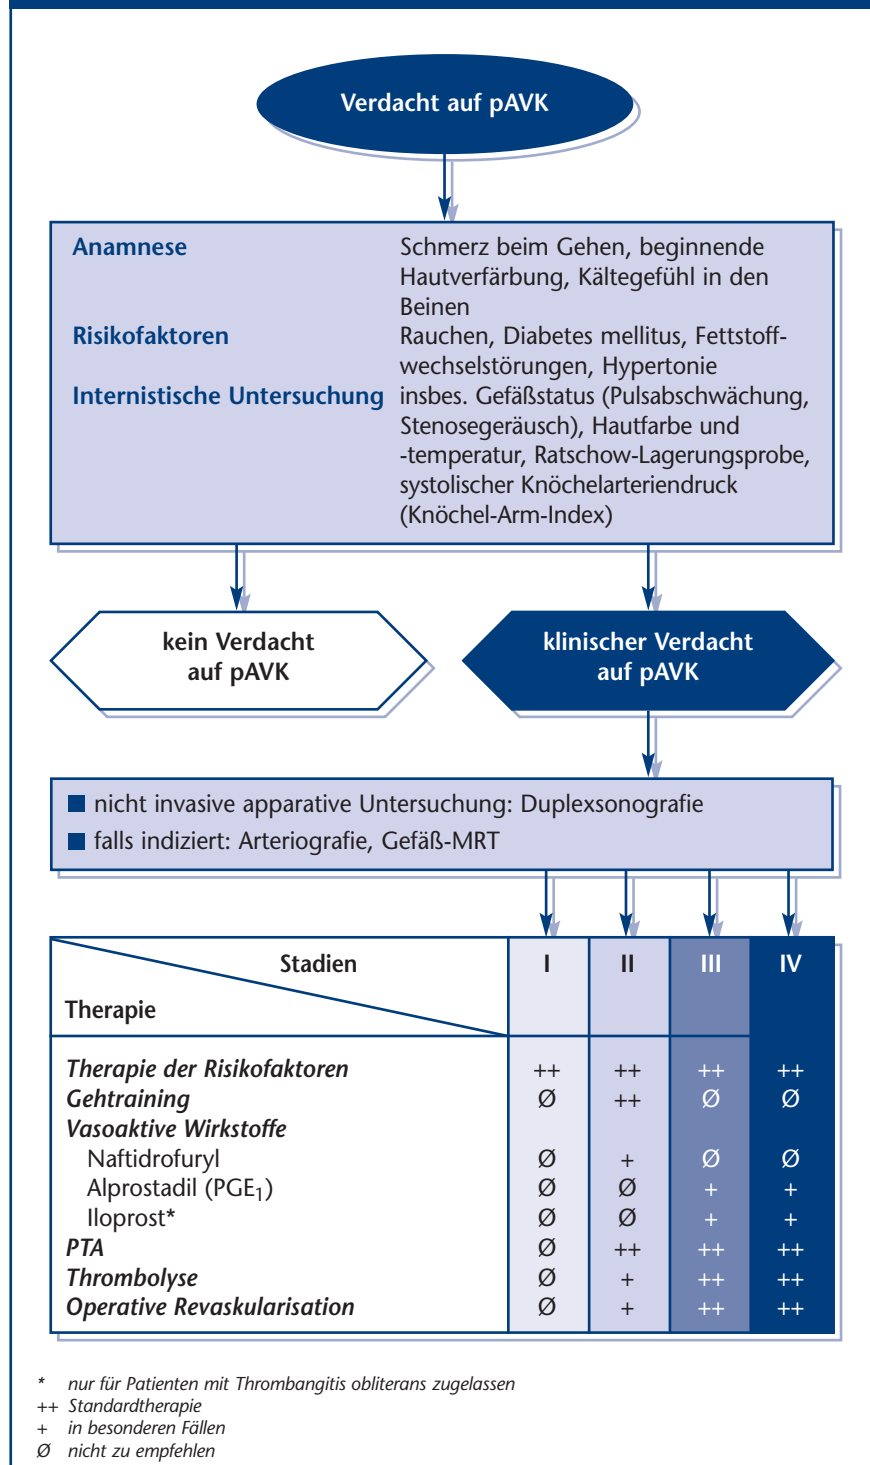 Verdacht auf pAVK
Anamnese Schmerz beim Gehen, beginnende
Hautverfärbung, Kältegefühl in den
Beinen
Risikofaktoren Rauchen, Diabetes mellitus, Fettstoff-
wechselstörungen, Hypertonie
Internistische Untersuchung insbes. Gefäßstatus (Pulsabschwächung,
Stenosegeräusch), Hautfarbe und
-temperatur, Ratschow-Lagerungsprobe,
systolischer Knöchelarteriendruck
(Knöchel-Arm-Index)
kein Verdacht
auf pAVK
klinischer Verdacht
auf pAVK
nicht invasive apparative Untersuchung: Duplexsonografie
falls indiziert: Arteriografie, Gefäß-MRT
Stadien I II III IV
Therapie
Therapie der Risikofaktoren ++ ++ ++ ++
Gehtraining Ø ++ Ø Ø
Vasoaktive Wirkstoffe
Naftidrofuryl Ø + Ø Ø
Alprostadil (PGE₁) Ø Ø + +
Iloprost* Ø Ø + +
PTA Ø ++ ++ ++
Thrombolyse Ø + ++ ++
Operative Revaskularisation Ø + ++ ++
* nur für Patienten mit Thrombangitis obliterans zugelassen
++ Standardtherapie
+ in besonderen Fällen
Ø nicht zu empfehlen